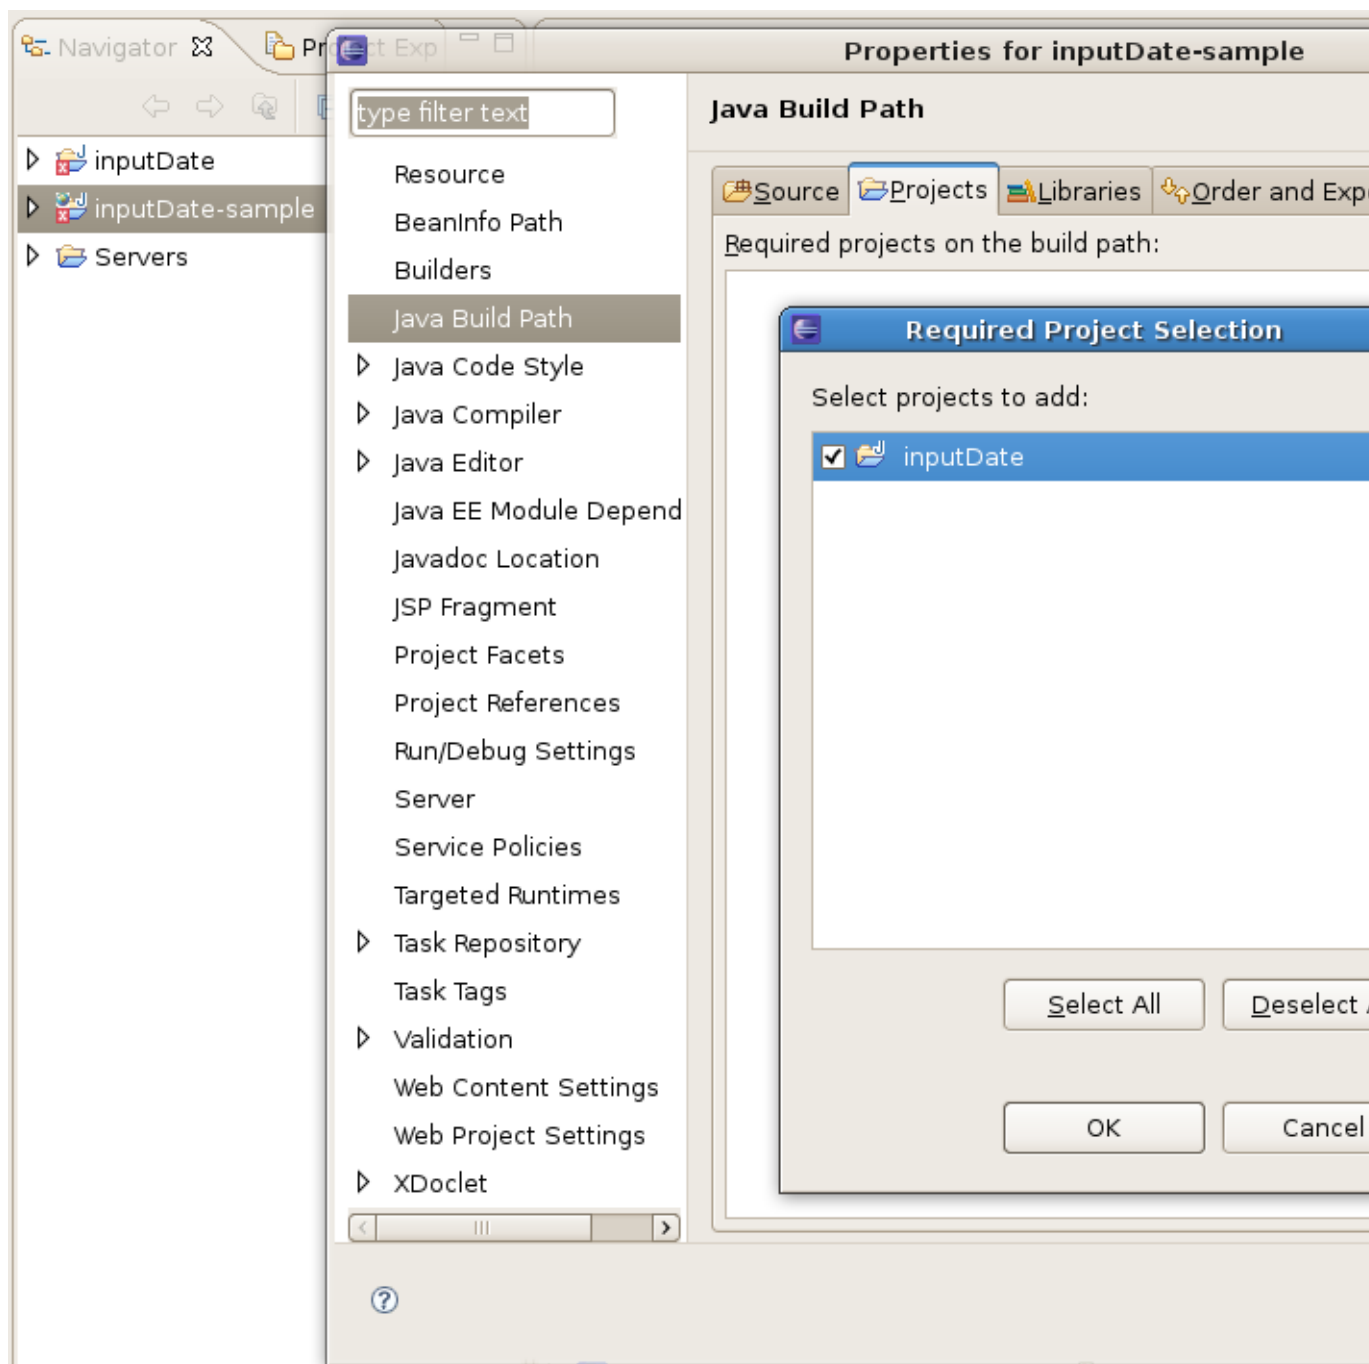 Navigator
Project Exp
inputDate
inputDate-sample
Servers
Properties for inputDate-sample
type filter text
Resource
BeanInfo Path
Builders
Java Build Path
Java Code Style
Java Compiler
Java Editor
Java EE Module Depend
Javadoc Location
JSP Fragment
Project Facets
Project References
Run/Debug Settings
Server
Service Policies
Targeted Runtimes
Task Repository
Task Tags
Validation
Web Content Settings
Web Project Settings
XDoclet
Java Build Path
Source Projects Libraries Order and Exp
Required projects on the build path:
Required Project Selection
Select projects to add:
inputDate
Select All Deselect
OK Cancel